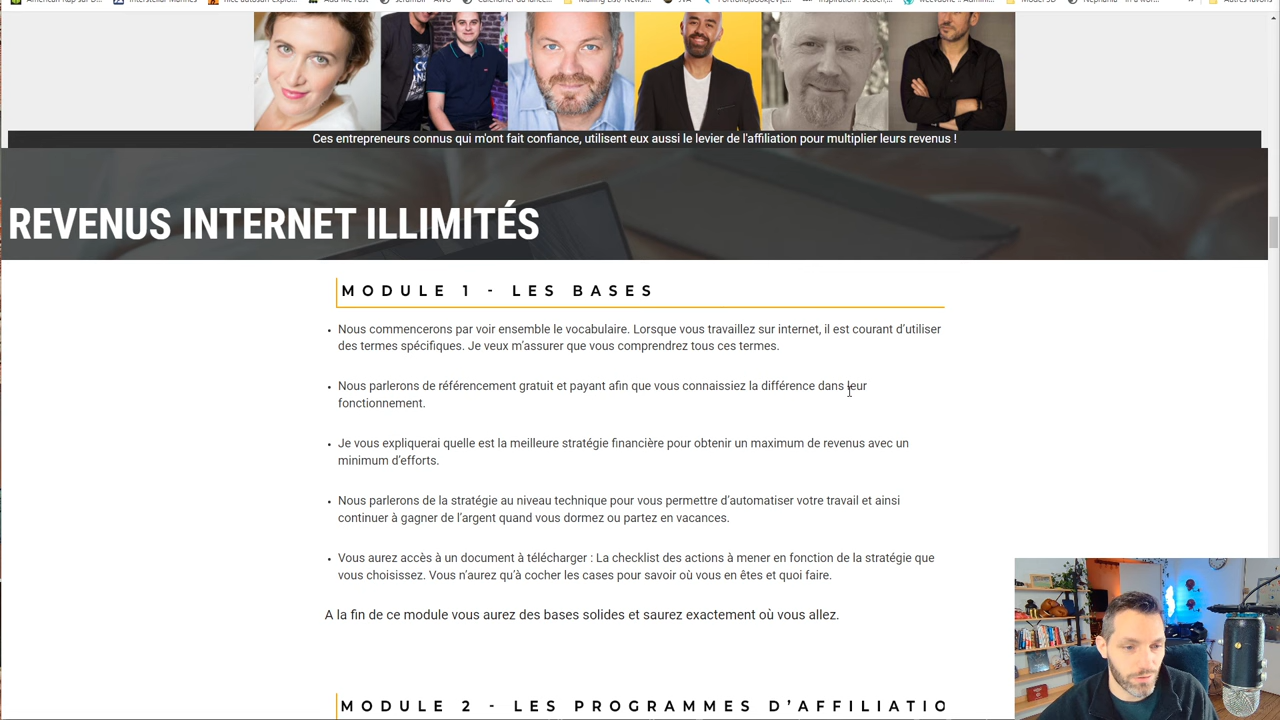 Ces entrepreneurs connus qui m'ont fait confiance, utilisent eux aussi le levier de l'affiliation pour multiplier leurs revenus !
REVENUS INTERNET ILLIMITÉS
MODULE 1 - LES BASES
Nous commencerons par voir ensemble le vocabulaire. Lorsque vous travaillez sur internet, il est courant d'utiliser
des termes spécifiques. Je veux m'assurer que vous comprendrez tous ces termes.
Nous parlerons de référencement gratuit et payant afin que vous connaissiez la différence dans leur
fonctionnement.
Je vous expliquerai quelle est la meilleure stratégie financière pour obtenir un maximum de revenus avec un
minimum d'efforts.
Nous parlerons de la stratégie au niveau technique pour vous permettre d'automatiser votre travail et ainsi
continuer à gagner de l'argent quand vous dormez ou partez en vacances.
Vous aurez accès à un document à télécharger : La checklist des actions à mener en fonction de la stratégie que
vous choisissez. Vous n'aurez qu'à cocher les cases pour savoir où vous en êtes et quoi faire.
A la fin de ce module vous aurez des bases solides et saurez exactement où vous allez.
MODULE 2 - LES PROGRAMMES D'AFFILIATIO